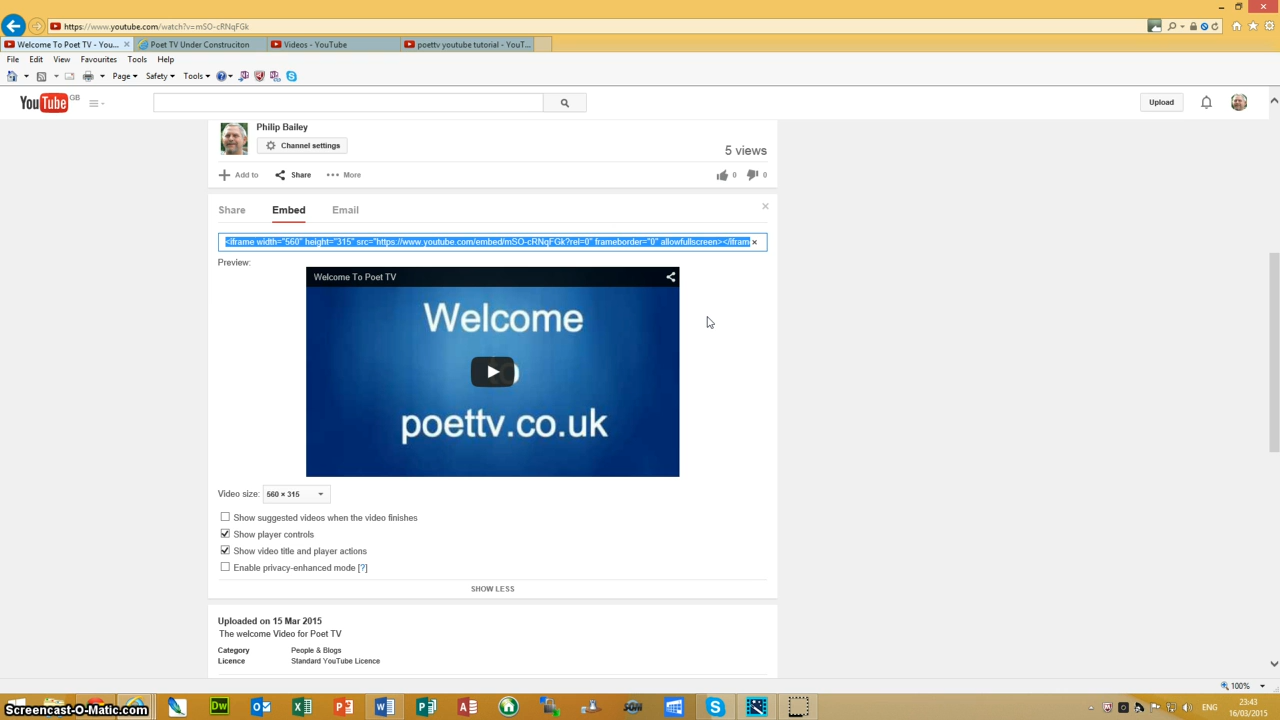 https://www.youtube.com/watch?v=mSO-cRNqFGk
Welcome To Poet TV - You... × Poet TV Under Construciton Videos - YouTube poettv youtube tutorial - YouT...
File Edit View Favourites Tools Help
Page Safety Tools
YouTube GB Upload
Philip Bailey
Channel settings
5 views
Add to Share More 0 0
Share Embed Email
<iframe width="560" height="315" src="https://www.youtube.com/embed/mSO-cRNqFGk?rel=0" frameborder="0" allowfullscreen></ifram
Preview:
Welcome To Poet TV
Welcome
to
poettv.co.uk
Video size: 560 × 315
Show suggested videos when the video finishes
Show player controls
Show video title and player actions
Enable privacy-enhanced mode [?]
SHOW LESS
Uploaded on 15 Mar 2015
The welcome Video for Poet TV
Category People & Blogs
Licence Standard YouTube Licence
100%
Screencast-O-Matic.com
Dw
SGM
ENG
23:43
16/03/2015